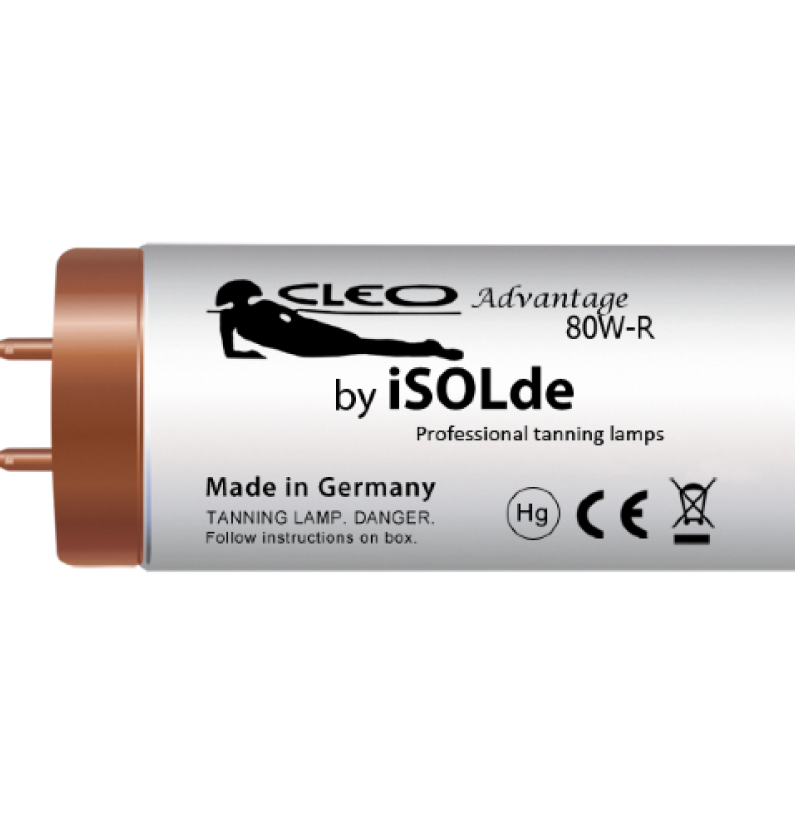 CLEO Advantage
80W-R
by iSOLde
Professional tanning lamps
Made in Germany
TANNING LAMP. DANGER.
Follow instructions on box.
Hg CE